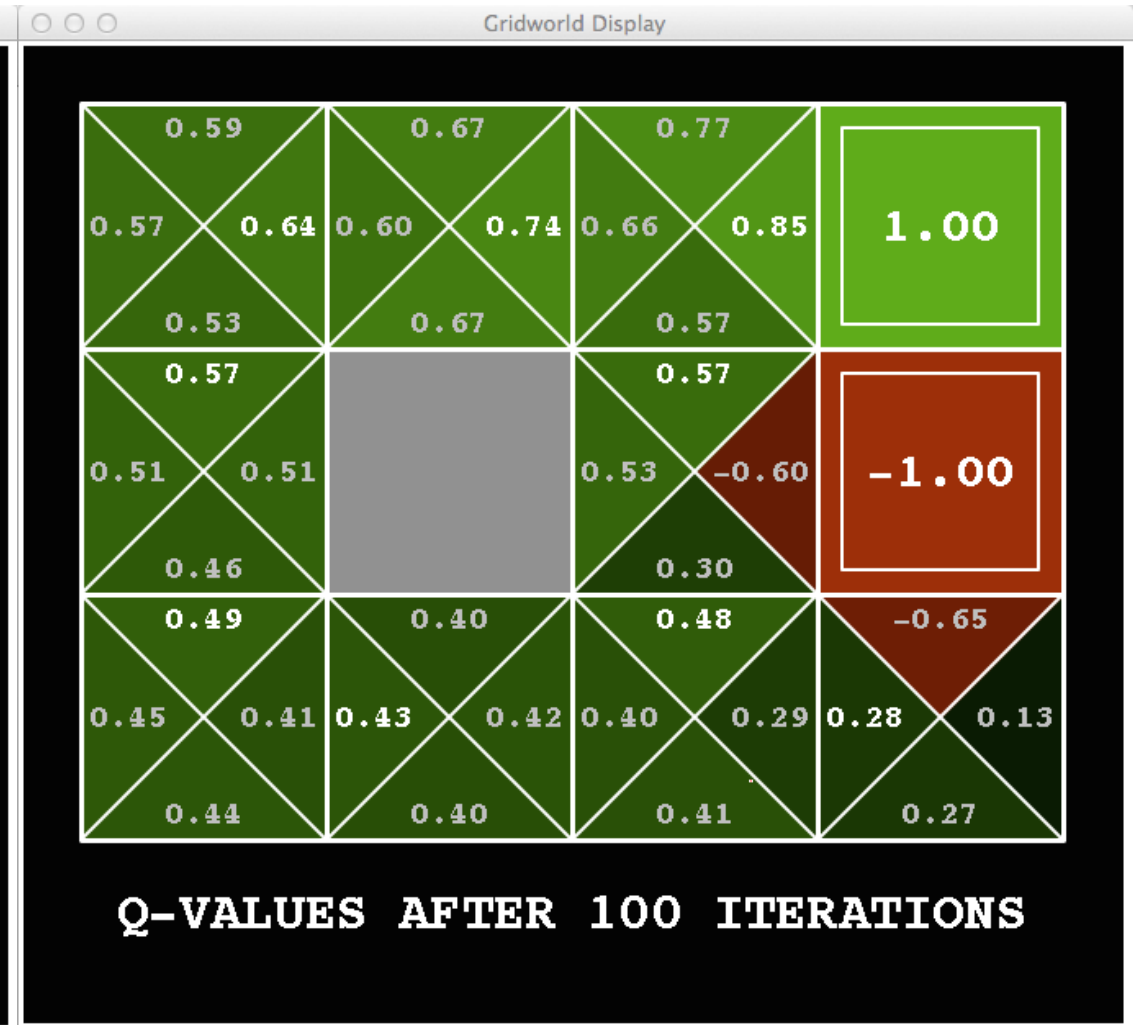 Gridworld Display
0.59 0.67 0.77
0.57 0.64 0.60 0.74 0.66 0.85 1.00
0.53 0.67 0.57
0.57 0.57
0.51 0.51 0.53 -0.60 -1.00
0.46 0.30
0.49 0.40 0.48 -0.65
0.45 0.41 0.43 0.42 0.40 0.29 0.28 0.13
0.44 0.40 0.41 0.27
Q-VALUES AFTER 100 ITERATIONS